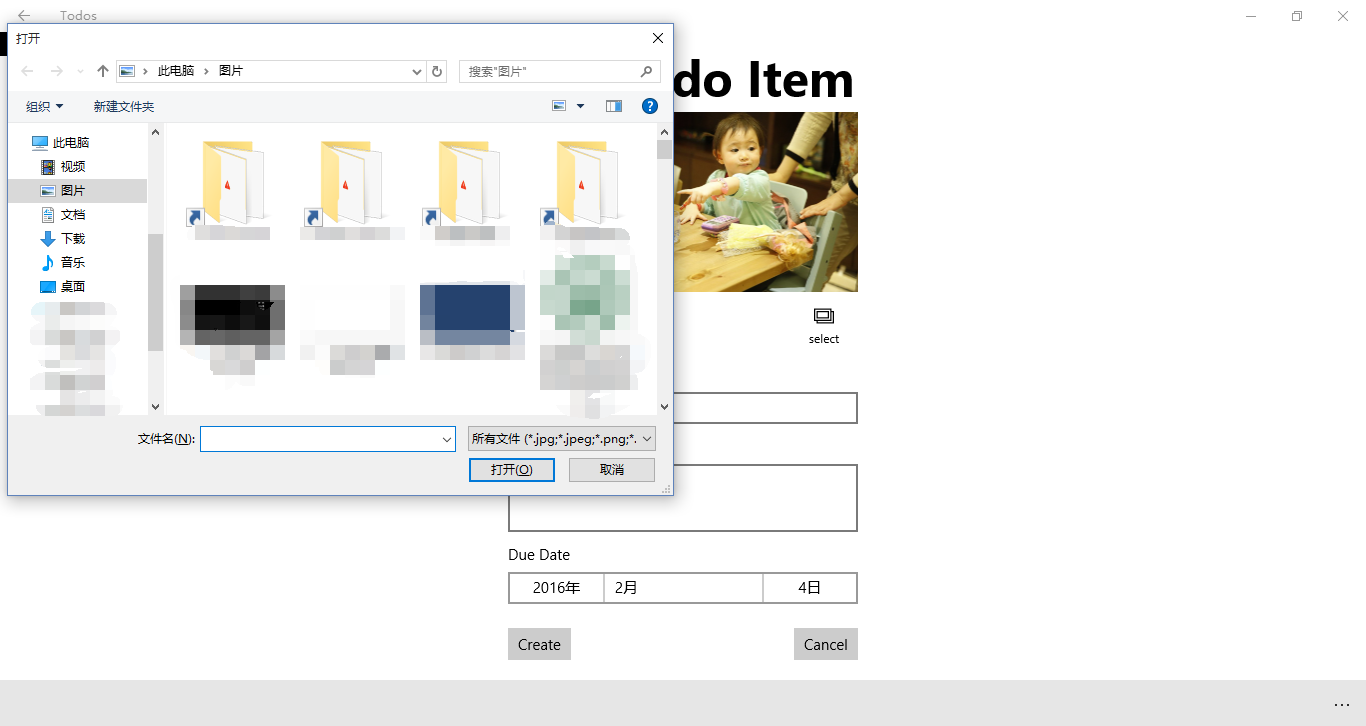 Todos
打开
do Item
此电脑 图片
搜索"图片"
组织 新建文件夹
此电脑
视频
图片
文档
下载
音乐
桌面
select
文件名(N):
所有文件 (*.jpg;*.jpeg;*.png;*.
打开(O) 取消
Due Date
2016年 2月 4日
Create Cancel